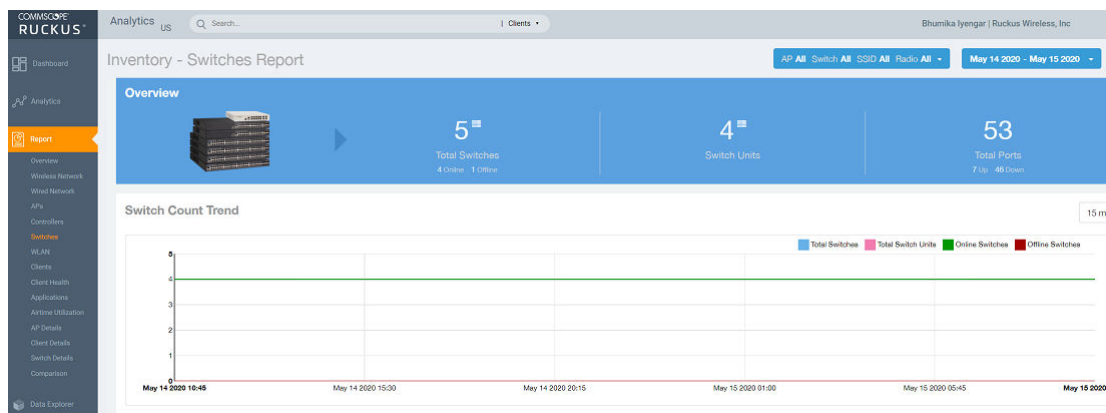 COMMSCOPE
RUCKUS®
Analytics US
Search...
| Clients
Bhumika Iyengar | Ruckus Wireless, Inc
Dashboard
Analytics
Report
Overview
Wireless Network
Wired Network
APs
Controllers
Switches
WLAN
Clients
Client Health
Applications
Airtime Utilization
AP Details
Client Details
Switch Details
Comparison
Data Explorer
Inventory - Switches Report
AP All Switch All SSID All Radio All
May 14 2020 - May 15 2020
Overview
5
Total Switches
4 Online 1 Offline
4
Switch Units
53
Total Ports
7 Up 46 Down
Switch Count Trend
15 m
Total Switches Total Switch Units Online Switches Offline Switches
5
4
3
2
1
0
May 14 2020 10:45 May 14 2020 15:30 May 14 2020 20:15 May 15 2020 01:00 May 15 2020 05:45 May 15 2020